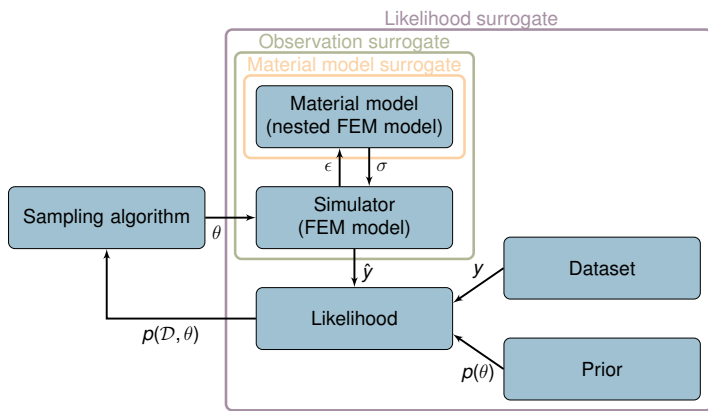 Likelihood surrogate
Observation surrogate
Material model surrogate
Material model
(nested FEM model)
ϵ
σ
Sampling algorithm
θ
Simulator
(FEM model)
ŷ
y
Dataset
Likelihood
p(𝒟, θ)
p(θ)
Prior